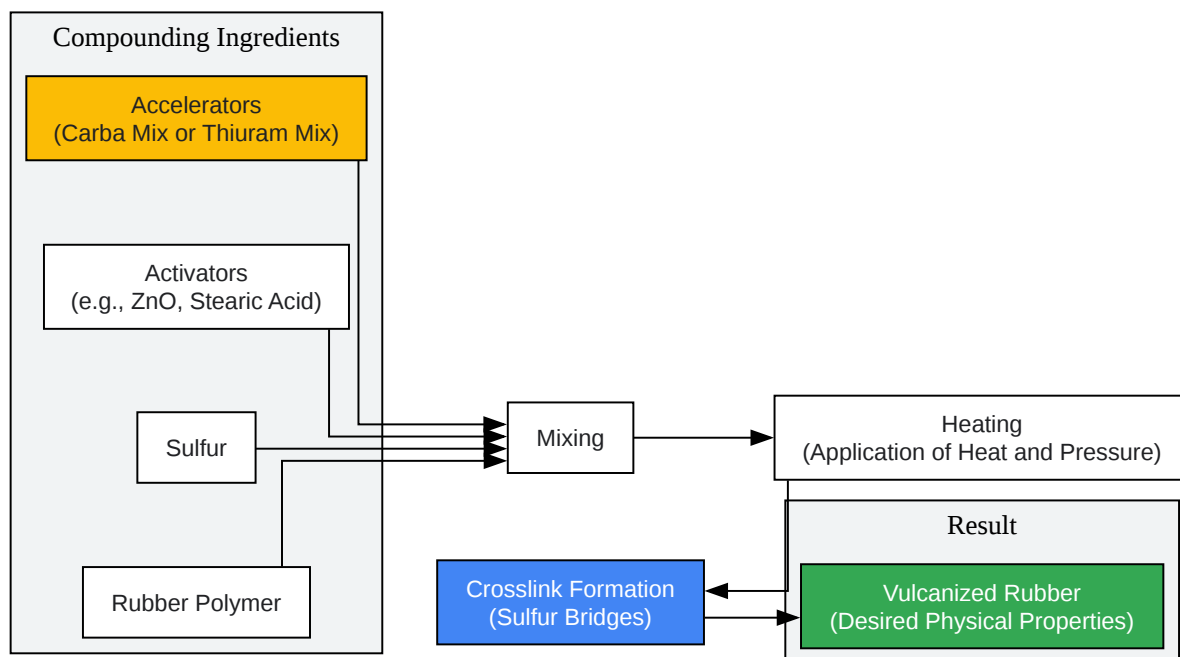 Compounding Ingredients
Accelerators
(Carba Mix or Thiuram Mix)
Activators
(e.g., ZnO, Stearic Acid)
Sulfur
Rubber Polymer
Mixing
Heating
(Application of Heat and Pressure)
Crosslink Formation
(Sulfur Bridges)
Result
Vulcanized Rubber
(Desired Physical Properties)